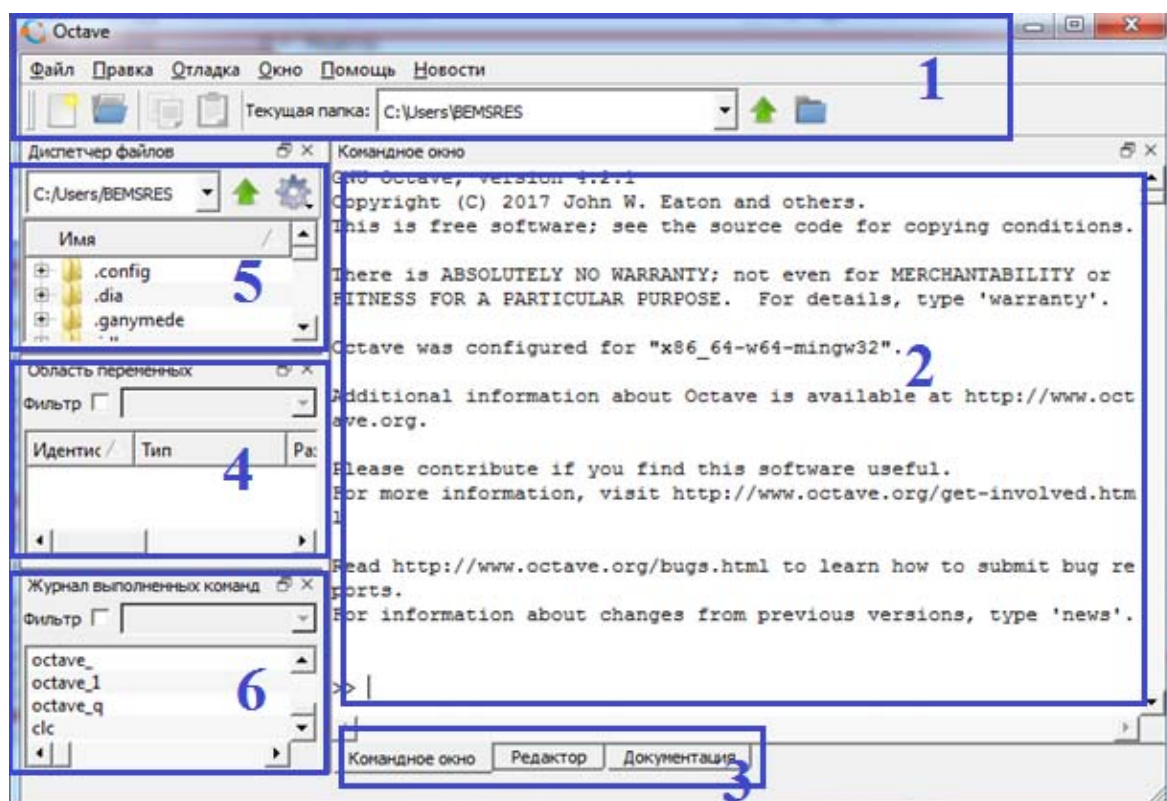 Octave
Файл Правка Отладка Окно Помощь Новости
1
Текущая папка: C:\Users\BEMSRES
Диспетчер файлов
C:/Users/BEMSRES
Имя
.config
.dia
.ganymede
5
Область переменных
Фильтр
Идентис Тип Раз
4
Журнал выполненных команд
Фильтр
octave_
octave_1
octave_q
clc
6
Командное окно
GNU Octave, version 4.2.1
Copyright (C) 2017 John W. Eaton and others.
This is free software; see the source code for copying conditions.
There is ABSOLUTELY NO WARRANTY; not even for MERCHANTABILITY or
FITNESS FOR A PARTICULAR PURPOSE. For details, type 'warranty'.
Octave was configured for "x86_64-w64-mingw32".
2
Additional information about Octave is available at http://www.oct
ave.org.
Please contribute if you find this software useful.
For more information, visit http://www.octave.org/get-involved.htm
l
Read http://www.octave.org/bugs.html to learn how to submit bug re
ports.
For information about changes from previous versions, type 'news'.
>>
Командное окно Редактор Документация
3